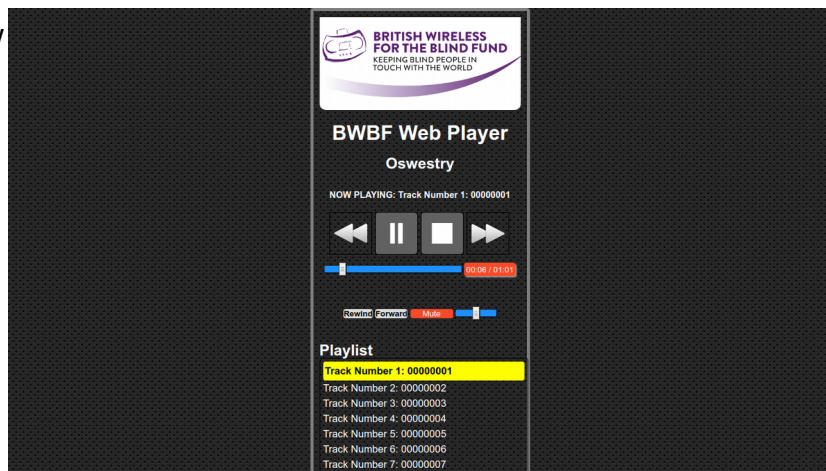 BRITISH WIRELESS
FOR THE BLIND FUND
KEEPING BLIND PEOPLE IN
TOUCH WITH THE WORLD
BWBF Web Player
Oswestry
NOW PLAYING: Track Number 1: 00000001
00:06 / 01:01
Rewind Forward Mute
Playlist
Track Number 1: 00000001
Track Number 2: 00000002
Track Number 3: 00000003
Track Number 4: 00000004
Track Number 5: 00000005
Track Number 6: 00000006
Track Number 7: 00000007